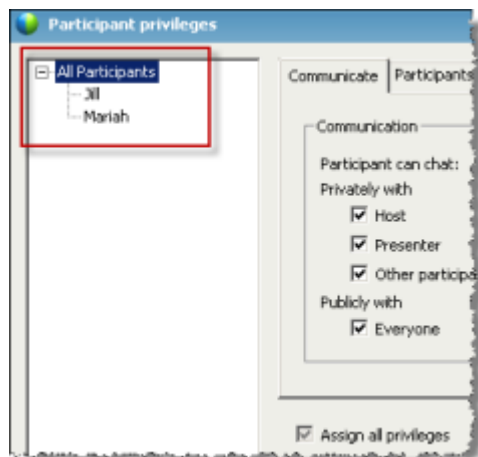 Participant privileges
All Participants
Jill
Mariah
Communicate
Participants
Communication
Participant can chat:
Privately with
Host
Presenter
Other participa
Publicly with
Everyone
Assign all privileges